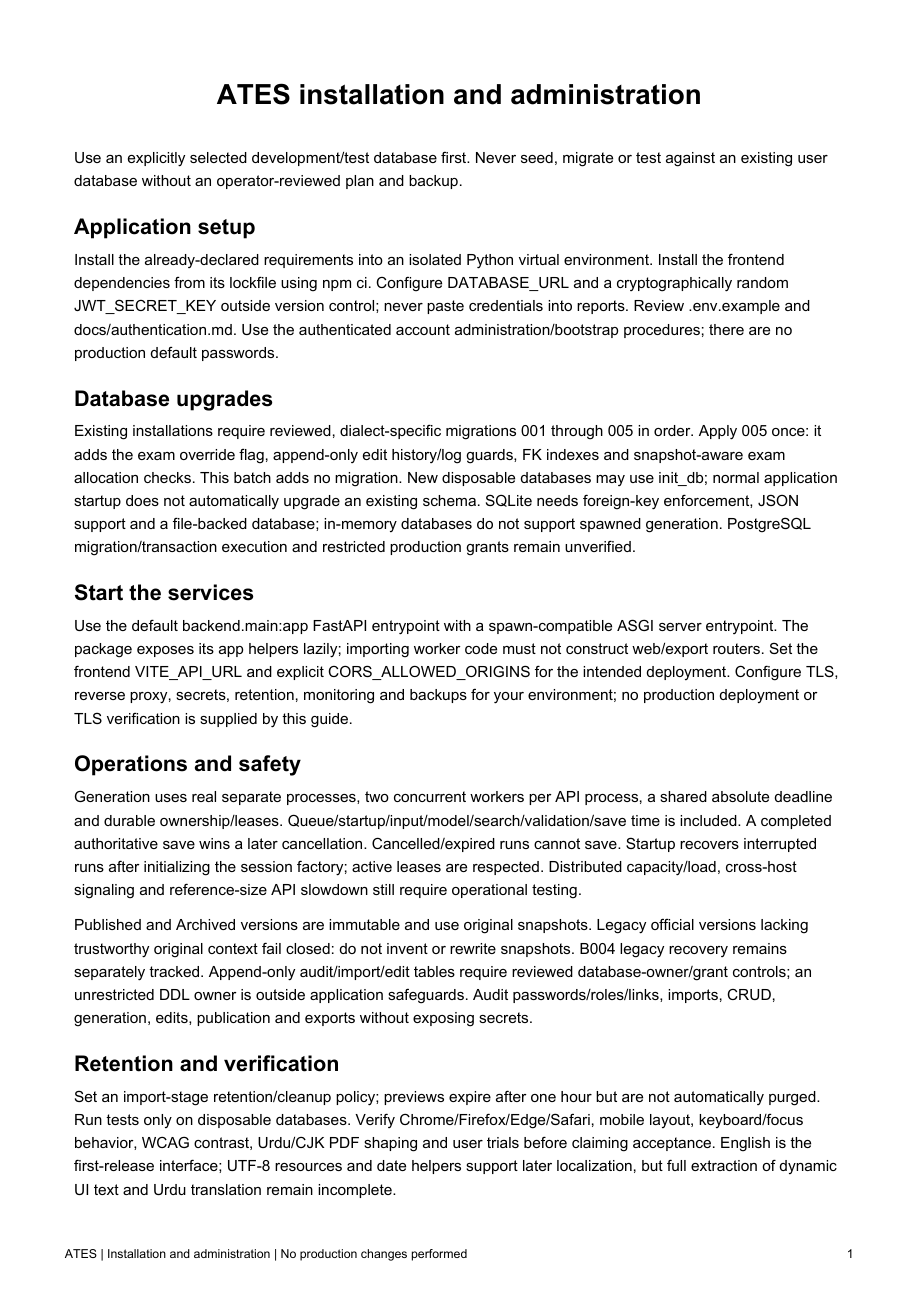 ATES installation and administration
Use an explicitly selected development/test database first. Never seed, migrate or test against an existing user
database without an operator-reviewed plan and backup.
Application setup
Install the already-declared requirements into an isolated Python virtual environment. Install the frontend
dependencies from its lockfile using npm ci. Configure DATABASE_URL and a cryptographically random
JWT_SECRET_KEY outside version control; never paste credentials into reports. Review .env.example and
docs/authentication.md. Use the authenticated account administration/bootstrap procedures; there are no
production default passwords.
Database upgrades
Existing installations require reviewed, dialect-specific migrations 001 through 005 in order. Apply 005 once: it
adds the exam override flag, append-only edit history/log guards, FK indexes and snapshot-aware exam
allocation checks. This batch adds no migration. New disposable databases may use init_db; normal application
startup does not automatically upgrade an existing schema. SQLite needs foreign-key enforcement, JSON
support and a file-backed database; in-memory databases do not support spawned generation. PostgreSQL
migration/transaction execution and restricted production grants remain unverified.
Start the services
Use the default backend.main:app FastAPI entrypoint with a spawn-compatible ASGI server entrypoint. The
package exposes its app helpers lazily; importing worker code must not construct web/export routers. Set the
frontend VITE_API_URL and explicit CORS_ALLOWED_ORIGINS for the intended deployment. Configure TLS,
reverse proxy, secrets, retention, monitoring and backups for your environment; no production deployment or
TLS verification is supplied by this guide.
Operations and safety
Generation uses real separate processes, two concurrent workers per API process, a shared absolute deadline
and durable ownership/leases. Queue/startup/input/model/search/validation/save time is included. A completed
authoritative save wins a later cancellation. Cancelled/expired runs cannot save. Startup recovers interrupted
runs after initializing the session factory; active leases are respected. Distributed capacity/load, cross-host
signaling and reference-size API slowdown still require operational testing.
Published and Archived versions are immutable and use original snapshots. Legacy official versions lacking
trustworthy original context fail closed: do not invent or rewrite snapshots. B004 legacy recovery remains
separately tracked. Append-only audit/import/edit tables require reviewed database-owner/grant controls; an
unrestricted DDL owner is outside application safeguards. Audit passwords/roles/links, imports, CRUD,
generation, edits, publication and exports without exposing secrets.
Retention and verification
Set an import-stage retention/cleanup policy; previews expire after one hour but are not automatically purged.
Run tests only on disposable databases. Verify Chrome/Firefox/Edge/Safari, mobile layout, keyboard/focus
behavior, WCAG contrast, Urdu/CJK PDF shaping and user trials before claiming acceptance. English is the
first-release interface; UTF-8 resources and date helpers support later localization, but full extraction of dynamic
UI text and Urdu translation remain incomplete.
ATES | Installation and administration | No production changes performed 1